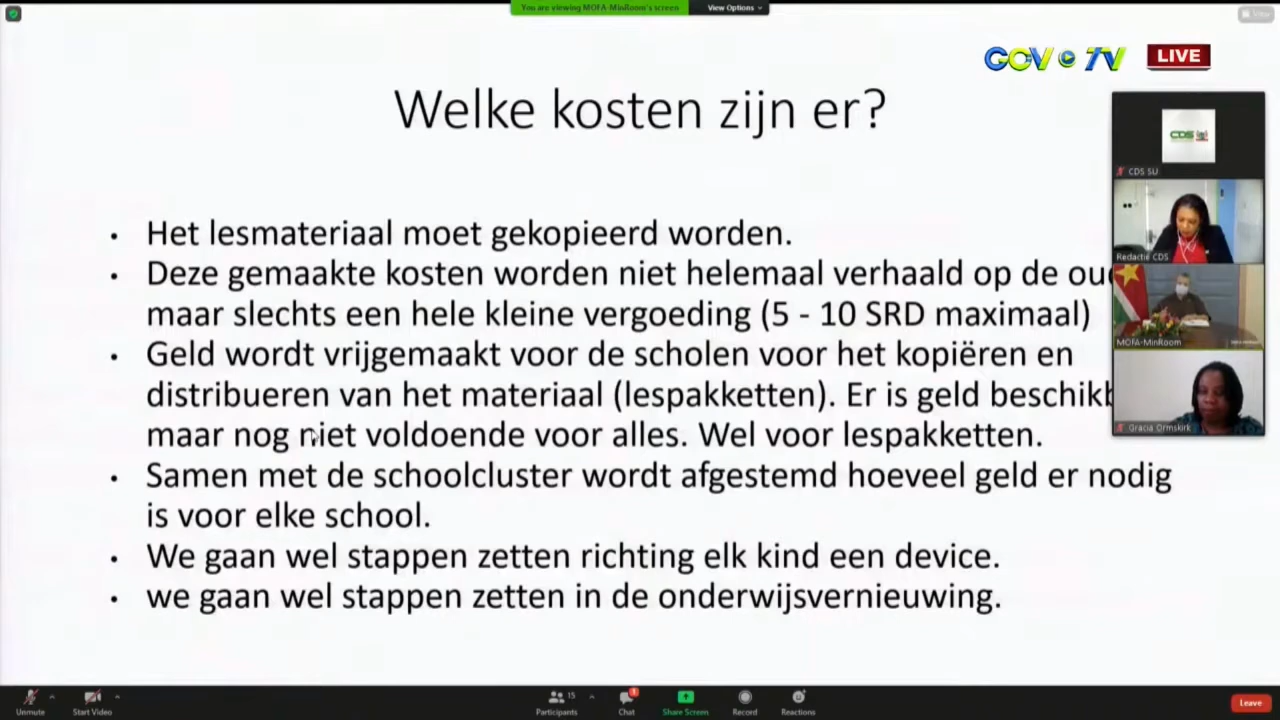 You are viewing MOFA-MinRoom's screen
View Options
View
GOV TV
LIVE
Welke kosten zijn er?
• Het lesmateriaal moet gekopieerd worden.
• Deze gemaakte kosten worden niet helemaal verhaald op de
maar slechts een hele kleine vergoeding (5 - 10 SRD maximaal)
• Geld wordt vrijgemaakt voor de scholen voor het kopiëren en
distribueren van het materiaal (lespakketten). Er is geld
maar nog niet voldoende voor alles. Wel voor lespakketten.
• Samen met de schoolcluster wordt afgestemd hoeveel geld er nodig
is voor elke school.
• We gaan wel stappen zetten richting elk kind een device.
• we gaan wel stappen zetten in de onderwijsvernieuwing.
CDS
CDS SU
Redactie CDS
MOFA-MinRoom
Gracia Ormskirk
Unmute
Start Video
15
Participants
1
Chat
Share Screen
Record
Reactions
Leave